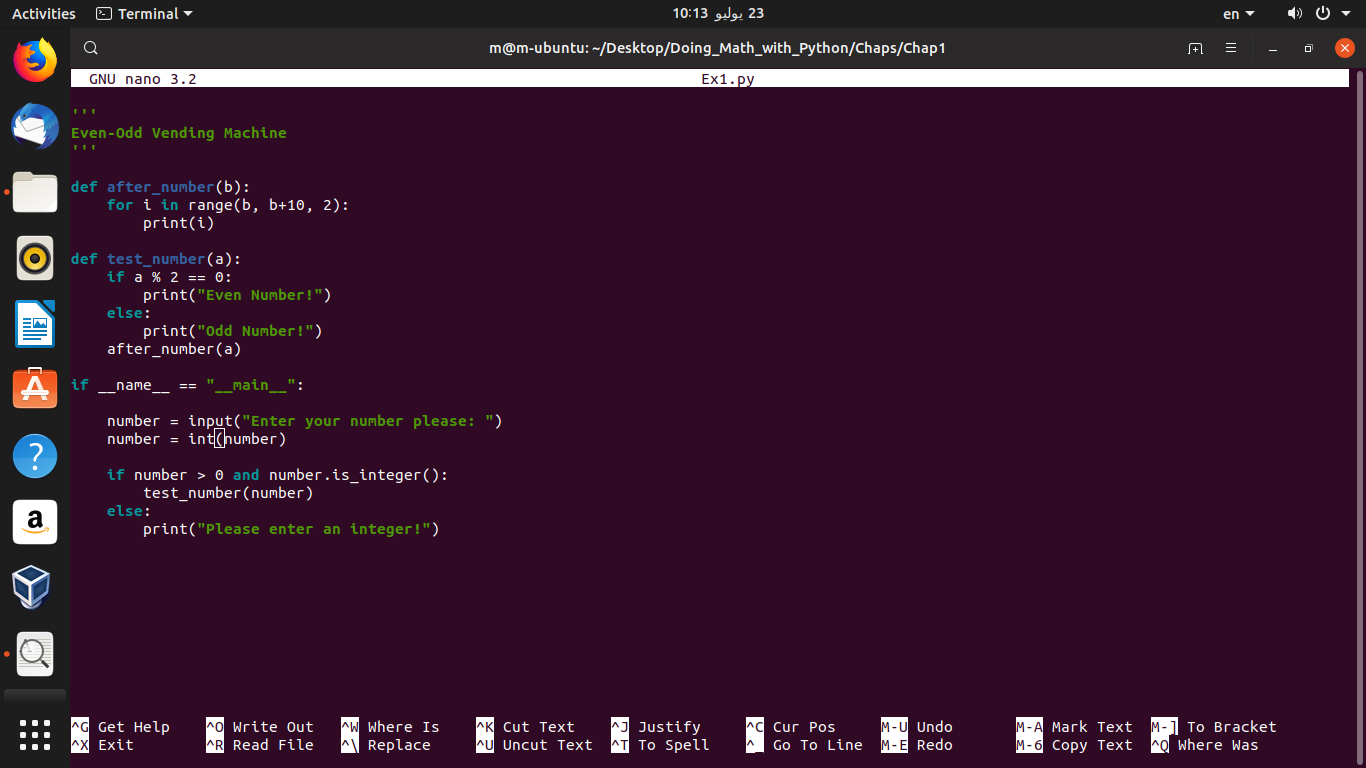 Activities Terminal 10:13 يوليو 23 en
m@m-ubuntu: ~/Desktop/Doing_Math_with_Python/Chaps/Chap1
GNU nano 3.2 Ex1.py
'''
Even-Odd Vending Machine
'''
def after_number(b):
    for i in range(b, b+10, 2):
        print(i)
def test_number(a):
    if a % 2 == 0:
        print("Even Number!")
    else:
        print("Odd Number!")
    after_number(a)
if __name__ == "__main__":
    number = input("Enter your number please: ")
    number = int(number)
    if number > 0 and number.is_integer():
        test_number(number)
    else:
        print("Please enter an integer!")
^G Get Help ^O Write Out ^W Where Is ^K Cut Text ^J Justify ^C Cur Pos M-U Undo M-A Mark Text M-] To Bracket
^X Exit ^R Read File ^\ Replace ^U Uncut Text ^T To Spell ^_ Go To Line M-E Redo M-6 Copy Text ^Q Where Was